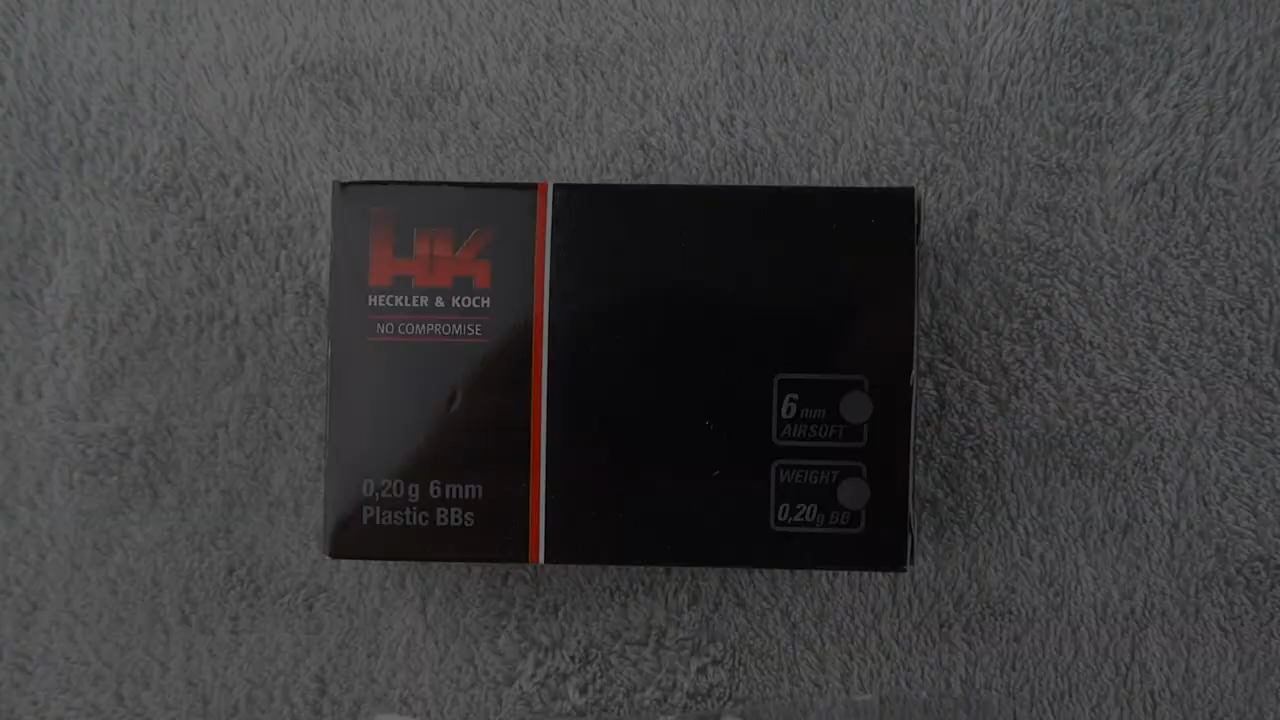 HK
HECKLER & KOCH
NO COMPROMISE
0,20g 6mm
Plastic BBs
6mm
AIRSOFT
WEIGHT
0,20g BB